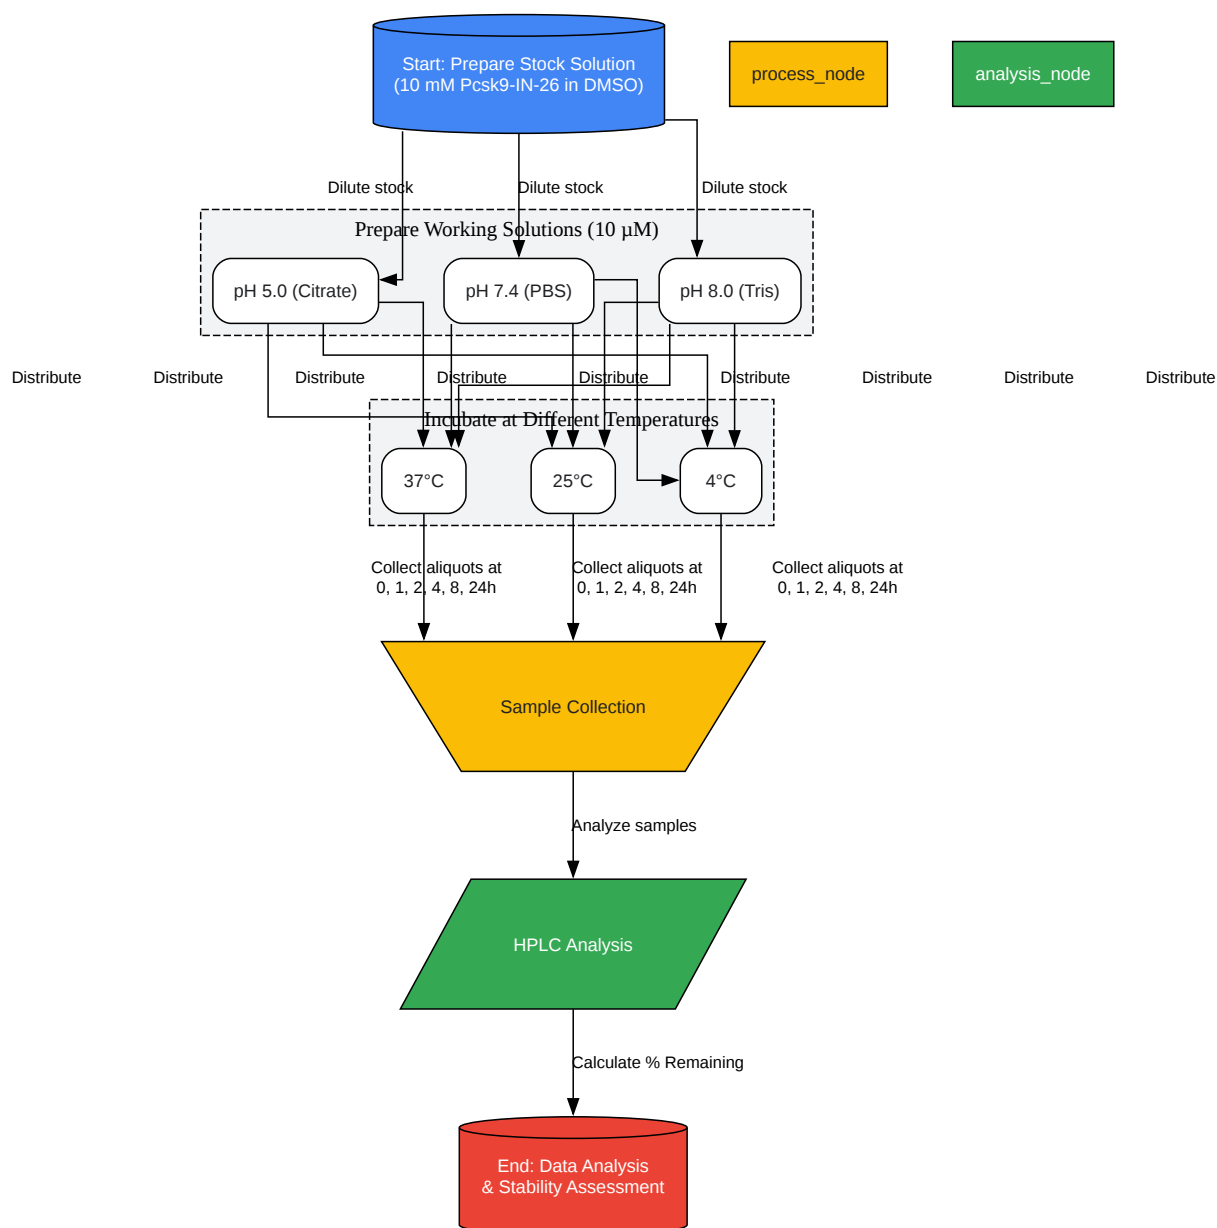 Start: Prepare Stock Solution
(10 mM Pcsk9-IN-26 in DMSO)
process_node
analysis_node
Dilute stock
Dilute stock
Dilute stock
Prepare Working Solutions (10 µM)
pH 5.0 (Citrate)
pH 7.4 (PBS)
pH 8.0 (Tris)
Distribute
Distribute
Distribute
Distribute
Distribute
Distribute
Distribute
Distribute
Distribute
Incubate at Different Temperatures
37°C
25°C
4°C
Collect aliquots at
0, 1, 2, 4, 8, 24h
Collect aliquots at
0, 1, 2, 4, 8, 24h
Collect aliquots at
0, 1, 2, 4, 8, 24h
Sample Collection
Analyze samples
HPLC Analysis
Calculate % Remaining
End: Data Analysis
& Stability Assessment